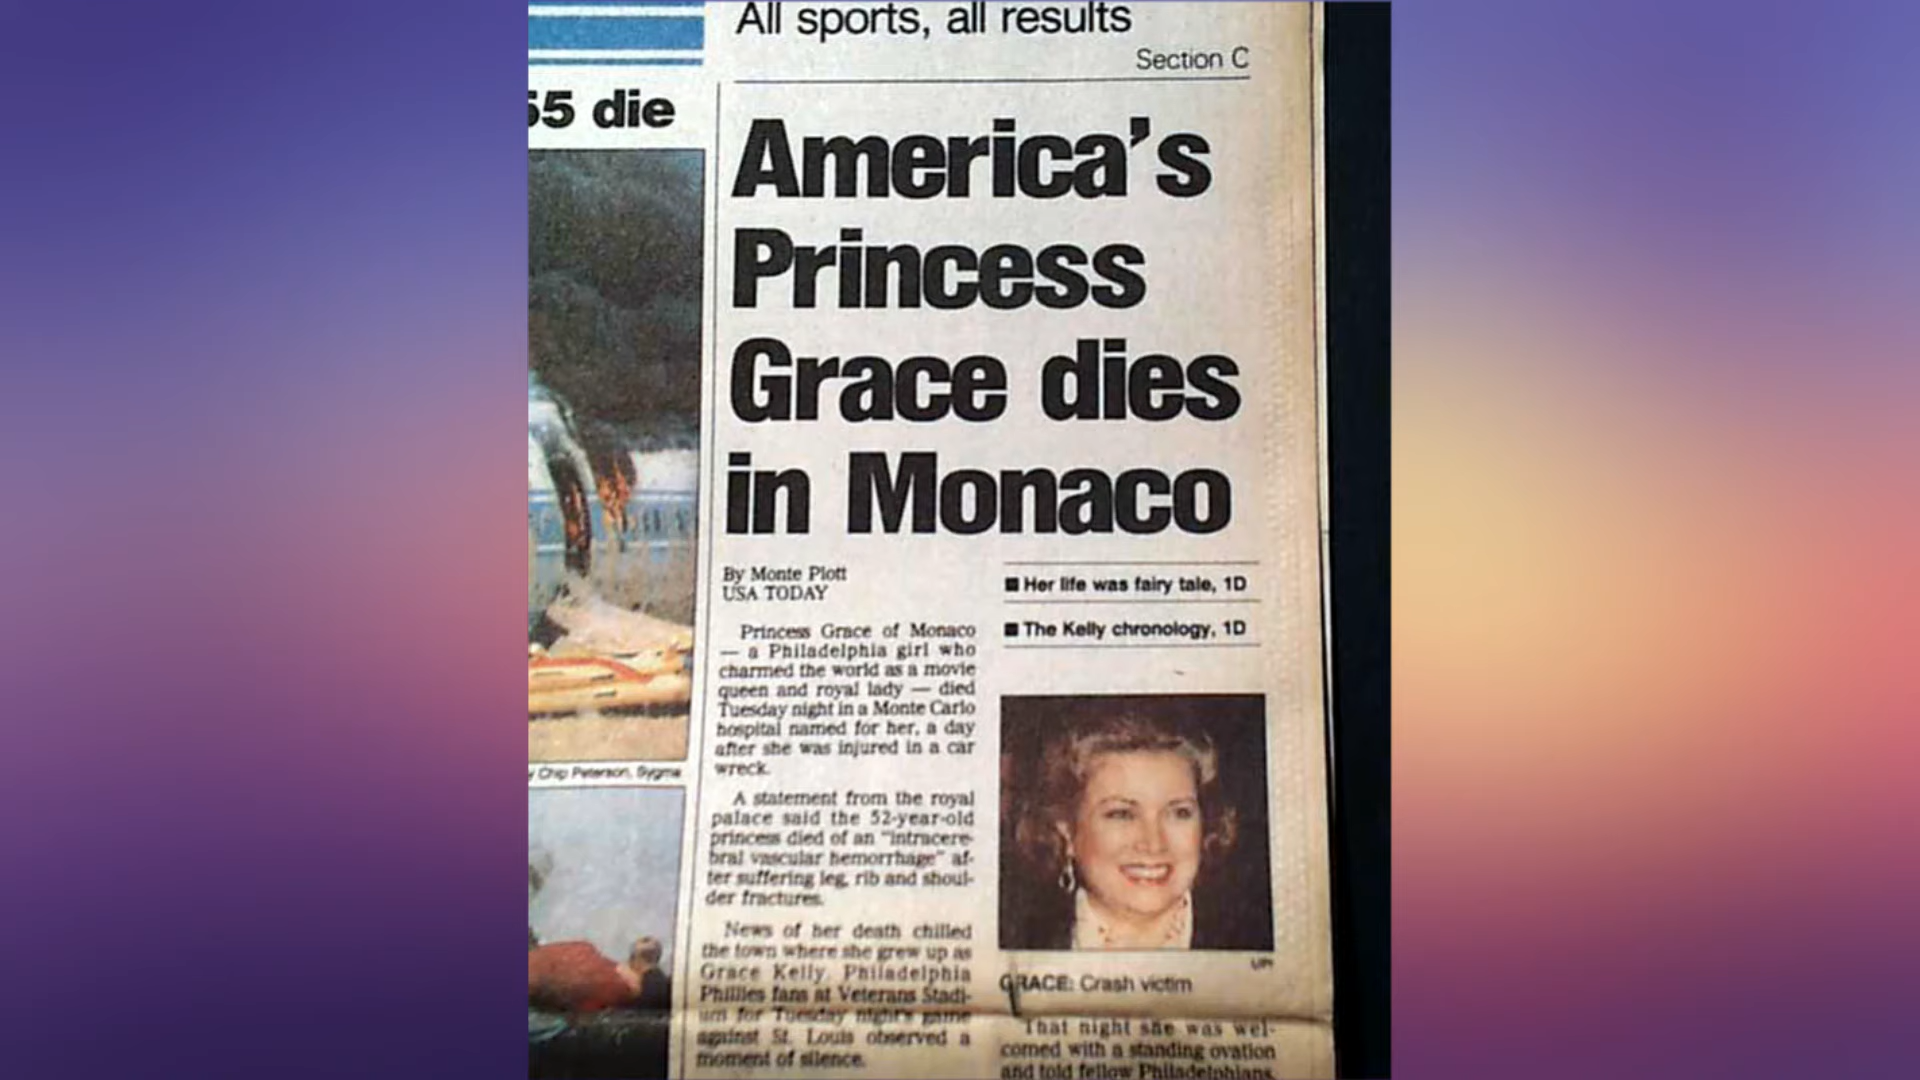 All sports, all results
Section C
55 die
America's
Princess
Grace dies
in Monaco
By Monte Plott
USA TODAY
Princess Grace of Monaco
— a Philadelphia girl who
charmed the world as a movie
queen and royal lady — died
Tuesday night in a Monte Carlo
hospital named for her, a day
after she was injured in a car
wreck.
A statement from the royal
palace said the 52-year-old
princess died of an "intracere-
bral vascular hemorrhage" af-
ter suffering leg, rib and shoul-
der fractures.
News of her death chilled
the town where she grew up as
Grace Kelly. Philadelphia
Phillies fans at Veterans Stadi-
um for Tuesday night's game
against St. Louis observed a
moment of silence.
■ Her life was fairy tale, 1D
■ The Kelly chronology, 1D
UPI
GRACE: Crash victim
That night she was wel-
comed with a standing ovation
and told fellow Philadelphians,
y Chip Peterson, Sygma